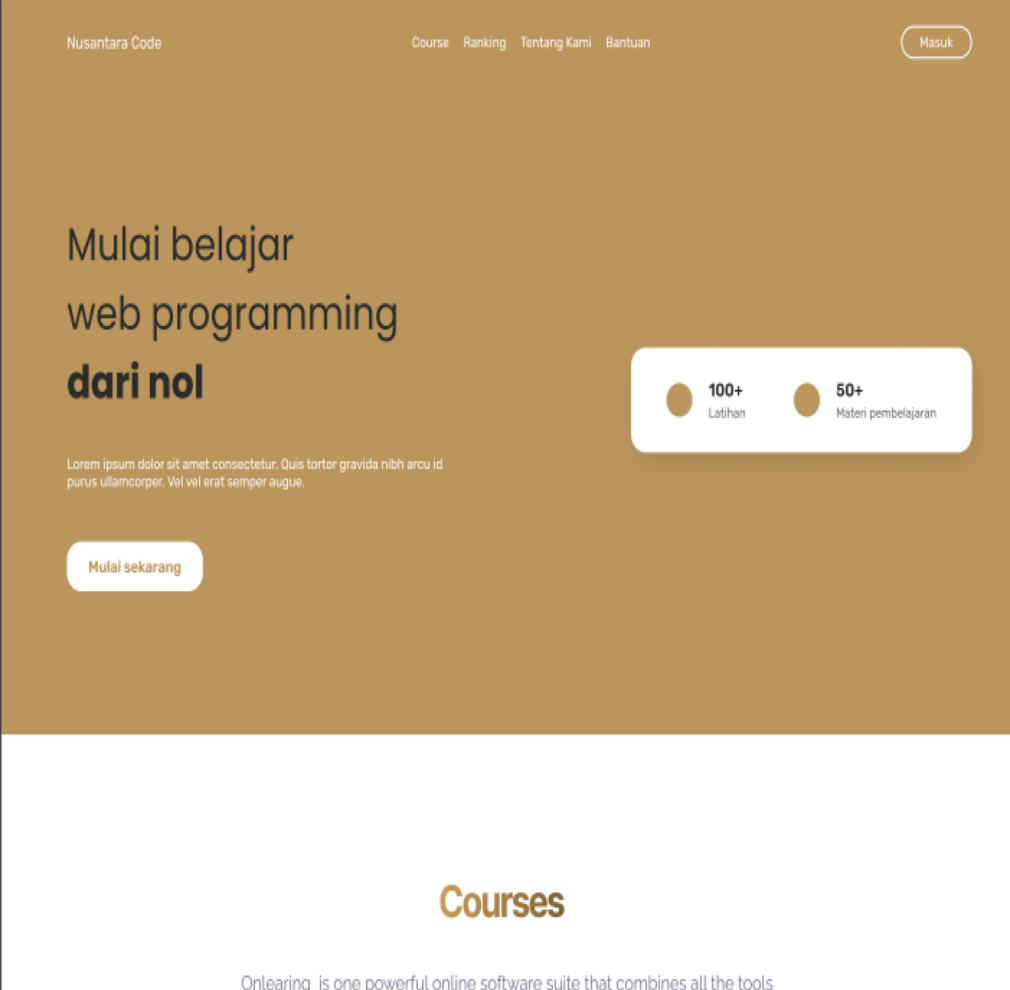 Nusantara Code
Course Ranking Tentang Kami Bantuan
Masuk
Mulai belajar
web programming
dari nol
Lorem ipsum dolor sit amet consectetur. Quis tortor gravida nibh arcu id
purus ullamcorper. Vel vel erat semper augue.
Mulai sekarang
100+
Latihan
50+
Materi pembelajaran
Courses
Onlearing is one powerful online software suite that combines all the tools